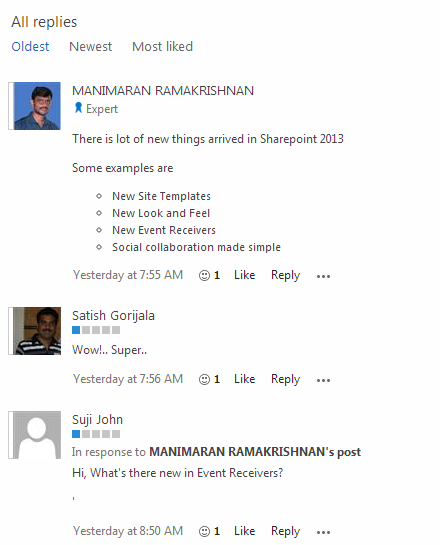 All replies
Oldest Newest Most liked
MANIMARAN RAMAKRISHNAN
Expert
There is lot of new things arrived in Sharepoint 2013
Some examples are
New Site Templates
New Look and Feel
New Event Receivers
Social collaboration made simple
Yesterday at 7:55 AM 1 Like Reply ...
Satish Gorijala
Wow!.. Super..
Yesterday at 7:56 AM 1 Like Reply ...
Suji John
In response to MANIMARAN RAMAKRISHNAN's post
Hi, What's there new in Event Receivers?
,
Yesterday at 8:50 AM 1 Like Reply ...